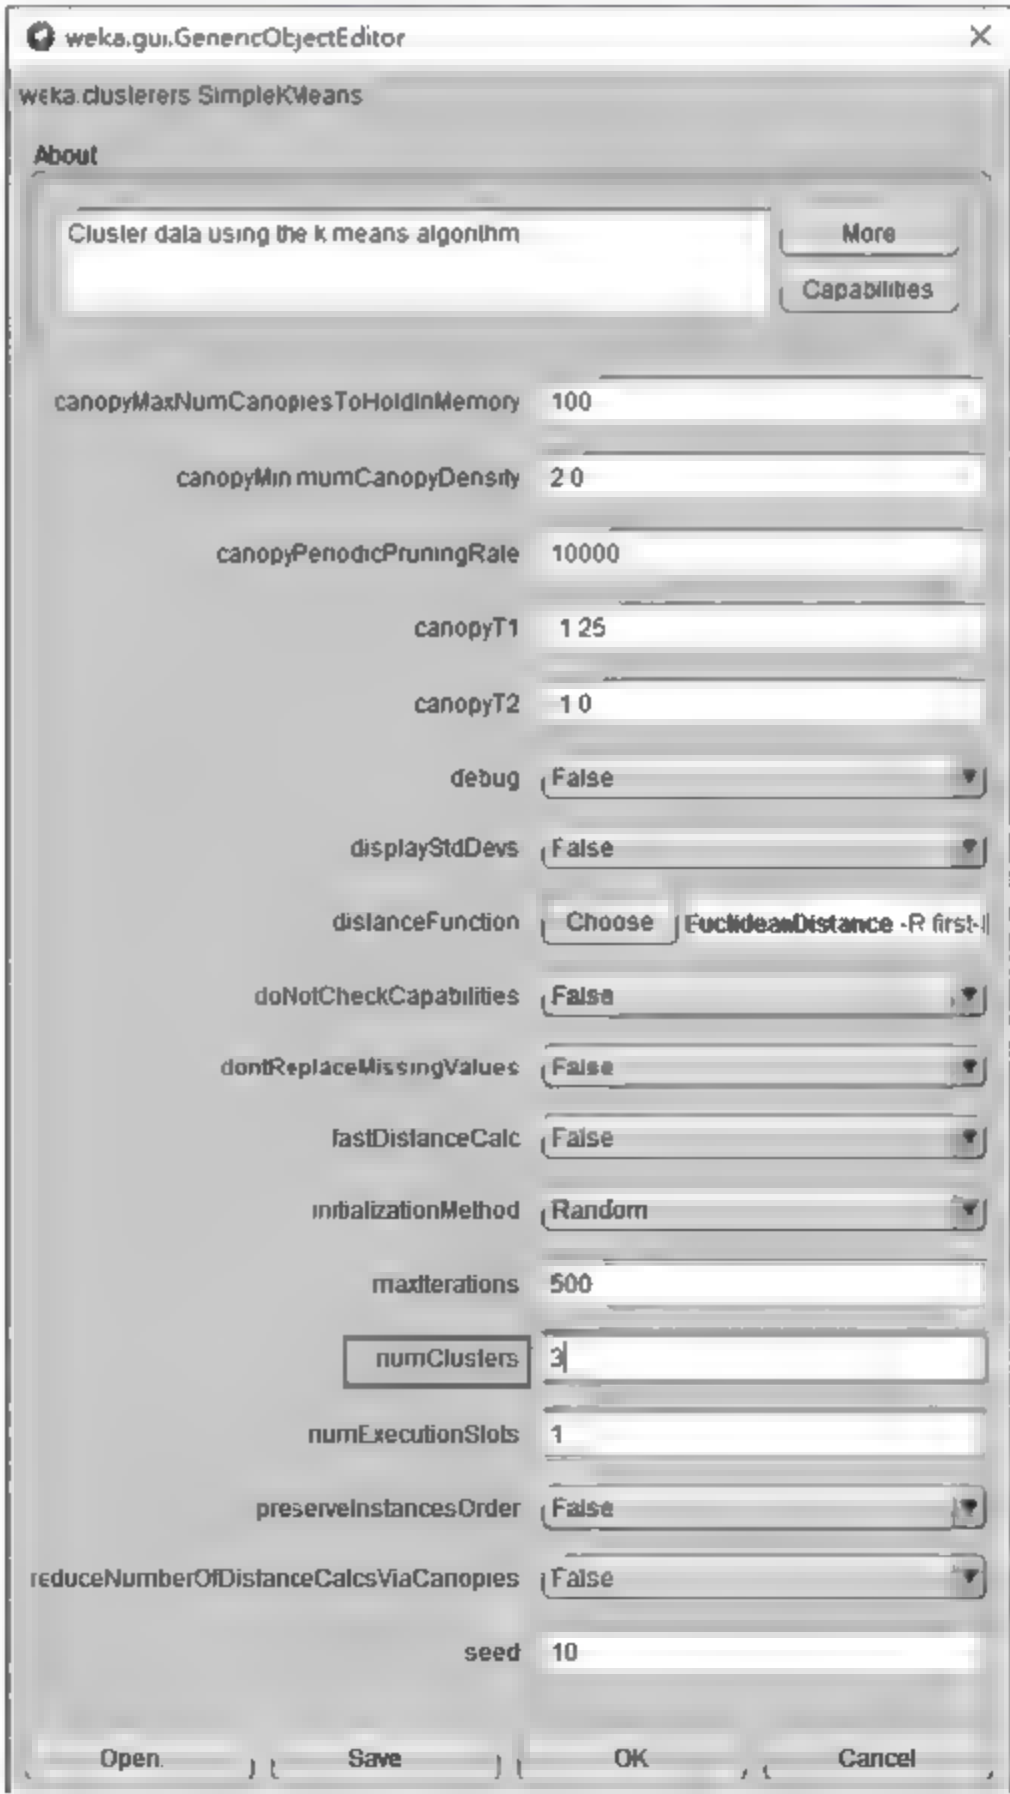 weka.gui.GenericObjectEditor
weka.clusterers SimpleKMeans
About
Cluster data using the k means algorithm
More
Capabilities
canopyMaxNumCanopiesToHoldInMemory 100
canopyMinimumCanopyDensity 2 0
canopyPeriodicPruningRate 10000
canopyT1 1 25
canopyT2 1 0
debug False
displayStdDevs False
distanceFunction Choose EuclideanDistance -R first-l
doNotCheckCapabilities False
dontReplaceMissingValues False
fastDistanceCalc False
initializationMethod Random
maxIterations 500
numClusters 3
numExecutionSlots 1
preserveInstancesOrder False
reduceNumberOfDistanceCalcsViaCanopies False
seed 10
Open. Save OK Cancel